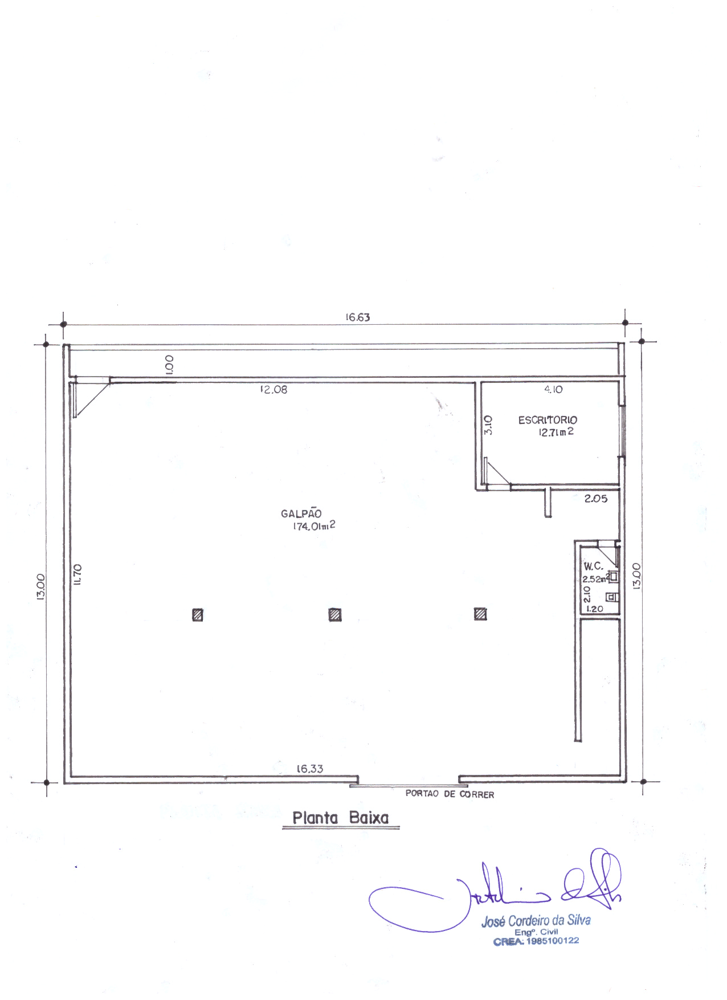 16.63
1.00
12.08
4.10
3.10
ESCRITORIO
12.71m2
2.05
GALPÃO
174.01m2
13.00
11.70
W.C.
2.52m2
2.10
1.20
13.00
16.33
PORTAO DE CORRER
Planta Baixa
José Cordeiro da Silva
Engº. Civil
CREA: 1985100122